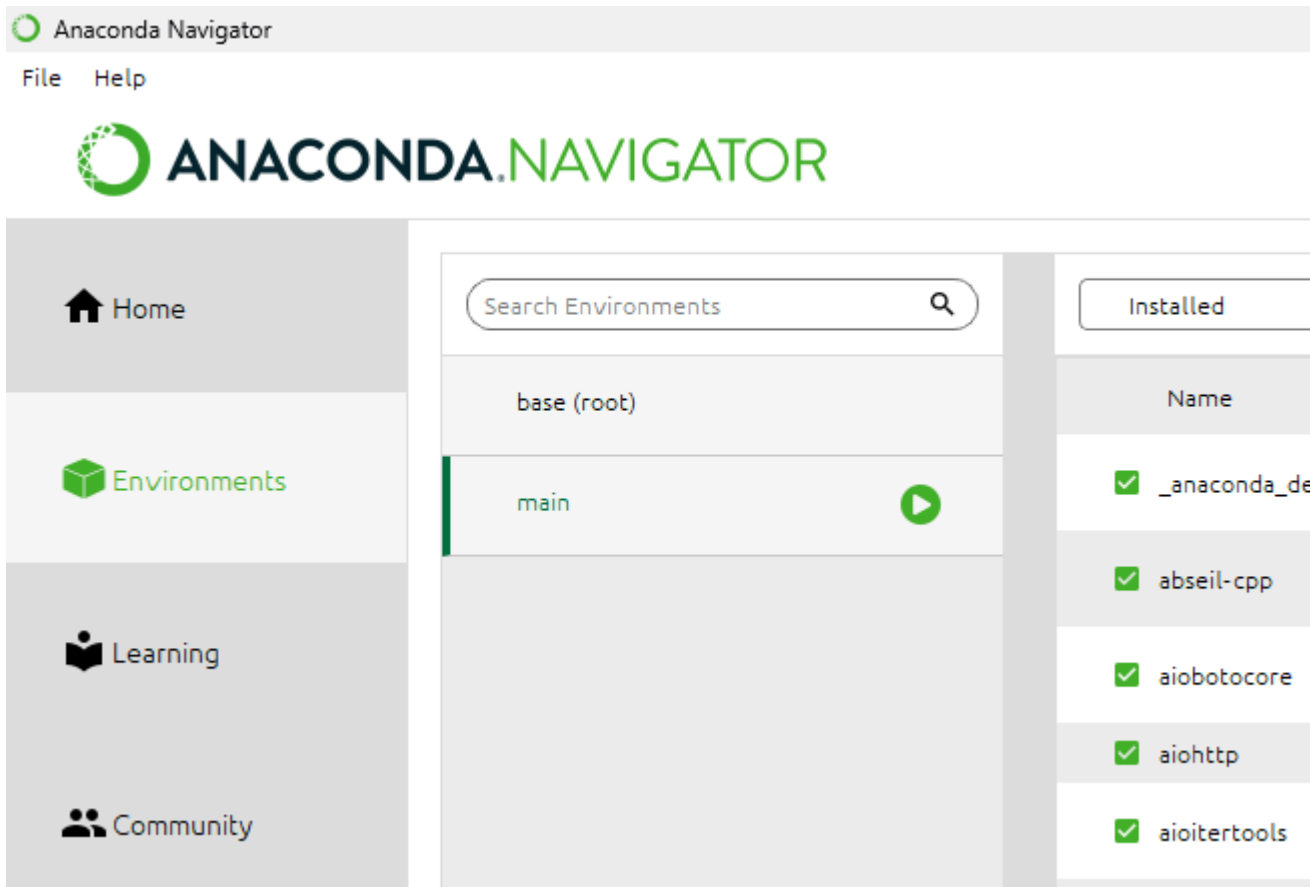 Anaconda Navigator
File Help
ANACONDA.NAVIGATOR
Home
Environments
Learning
Community
Search Environments
base (root)
main
Installed
Name
_anaconda_de
abseil-cpp
aiobotocore
aiohttp
aioitertools